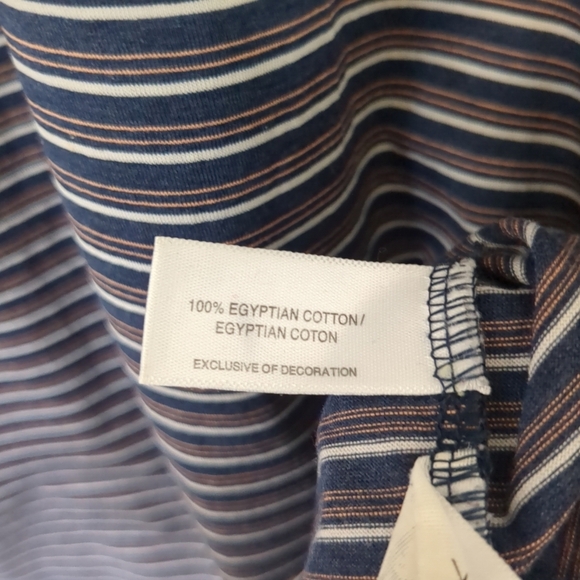 100% EGYPTIAN COTTON/
EGYPTIAN COTON
EXCLUSIVE OF DECORATION